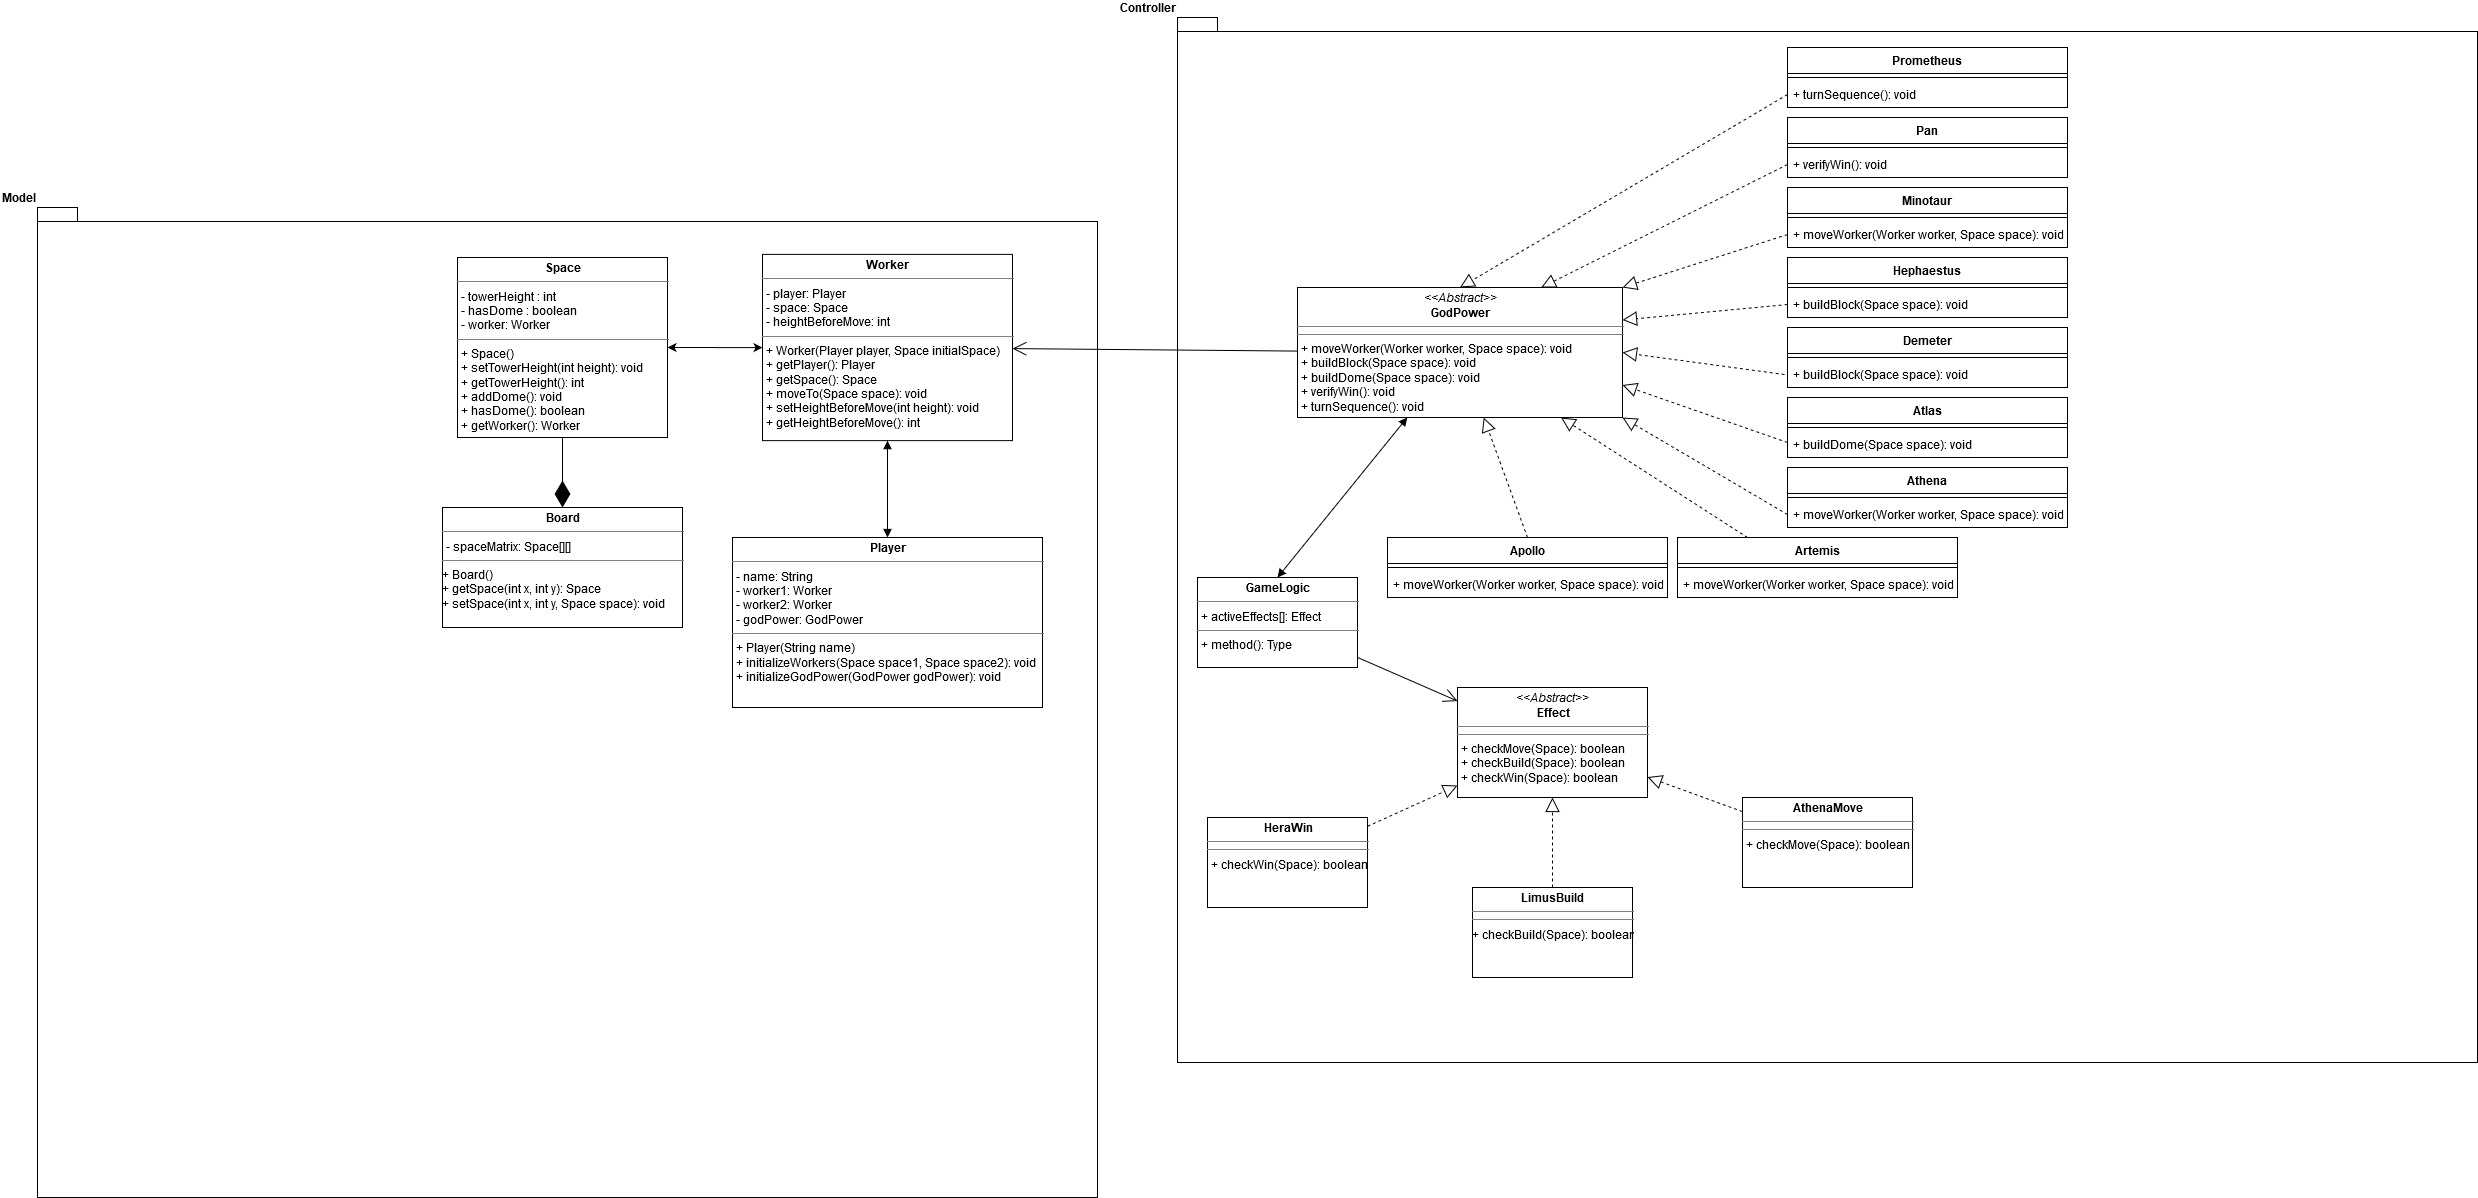 Controller
Prometheus
+ turnSequence(): void
Pan
+ verifyWin(): void
Minotaur
+ moveWorker(Worker worker, Space space): void
Hephaestus
+ buildBlock(Space space): void
Demeter
+ buildBlock(Space space): void
Atlas
+ buildDome(Space space): void
Athena
+ moveWorker(Worker worker, Space space): void
<<Abstract>>
GodPower
+ moveWorker(Worker worker, Space space): void
+ buildBlock(Space space): void
+ buildDome(Space space): void
+ verifyWin(): void
+ turnSequence(): void
Apollo
+ moveWorker(Worker worker, Space space): void
Artemis
+ moveWorker(Worker worker, Space space): void
GameLogic
+ activeEffects[]: Effect
+ method(): Type
<<Abstract>>
Effect
+ checkMove(Space): boolean
+ checkBuild(Space): boolean
+ checkWin(Space): boolean
HeraWin
+ checkWin(Space): boolean
LimusBuild
+ checkBuild(Space): boolean
AthenaMove
+ checkMove(Space): boolean
Model
Space
- towerHeight : int
- hasDome : boolean
- worker: Worker
+ Space()
+ setTowerHeight(int height): void
+ getTowerHeight(): int
+ addDome(): void
+ hasDome(): boolean
+ getWorker(): Worker
Worker
- player: Player
- space: Space
- heightBeforeMove: int
+ Worker(Player player, Space initialSpace)
+ getPlayer(): Player
+ getSpace(): Space
+ moveTo(Space space): void
+ setHeightBeforeMove(int height): void
+ getHeightBeforeMove(): int
Board
- spaceMatrix: Space[][]
+ Board()
+ getSpace(int x, int y): Space
+ setSpace(int x, int y, Space space): void
Player
- name: String
- worker1: Worker
- worker2: Worker
- godPower: GodPower
+ Player(String name)
+ initializeWorkers(Space space1, Space space2): void
+ initializeGodPower(GodPower godPower): void